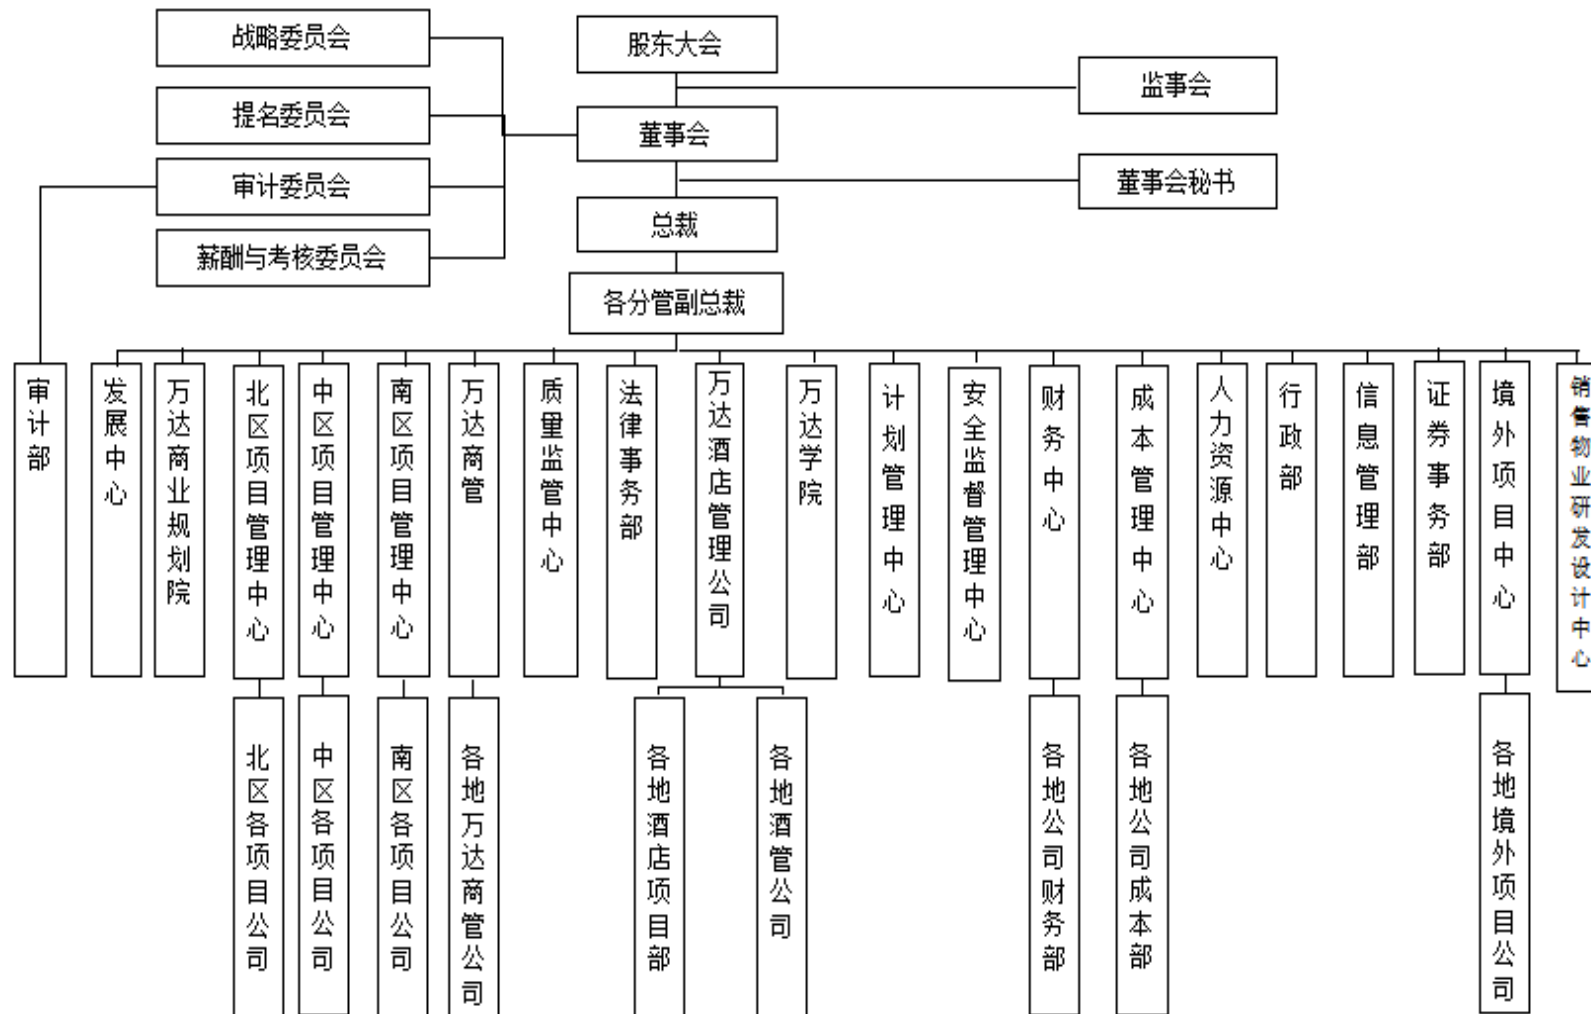 战略委员会
股东大会
监事会
提名委员会
董事会
审计委员会
董事会秘书
总裁
薪酬与考核委员会
各分管副总裁
审计部
发展中心
万达商业规划院
北区项目管理中心
中区项目管理中心
南区项目管理中心
万达商管
质量监管中心
法律事务部
万达酒店管理公司
万达学院
计划管理中心
安全监督管理中心
财务中心
成本管理中心
人力资源中心
行政部
信息管理部
证券事务部
境外项目中心
销售物业研发设计中心
北区各项目公司
中区各项目公司
南区各项目公司
各地万达商管公司
各地酒店项目部
各地酒管公司
各地公司财务部
各地公司成本部
各地境外项目公司